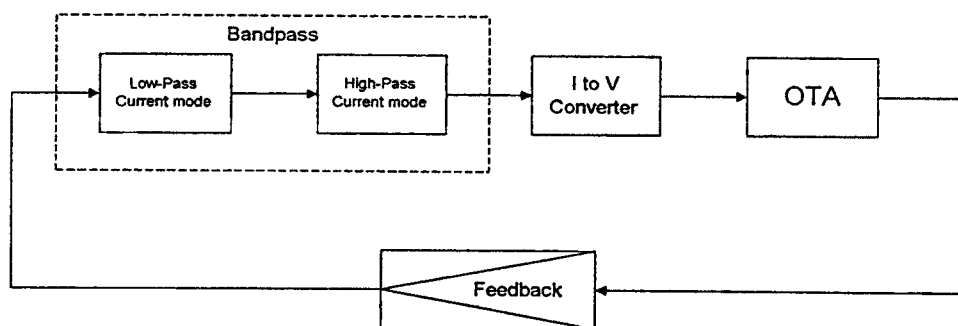 Bandpass
Low-Pass
Current mode
High-Pass
Current mode
I to V
Converter
OTA
Feedback